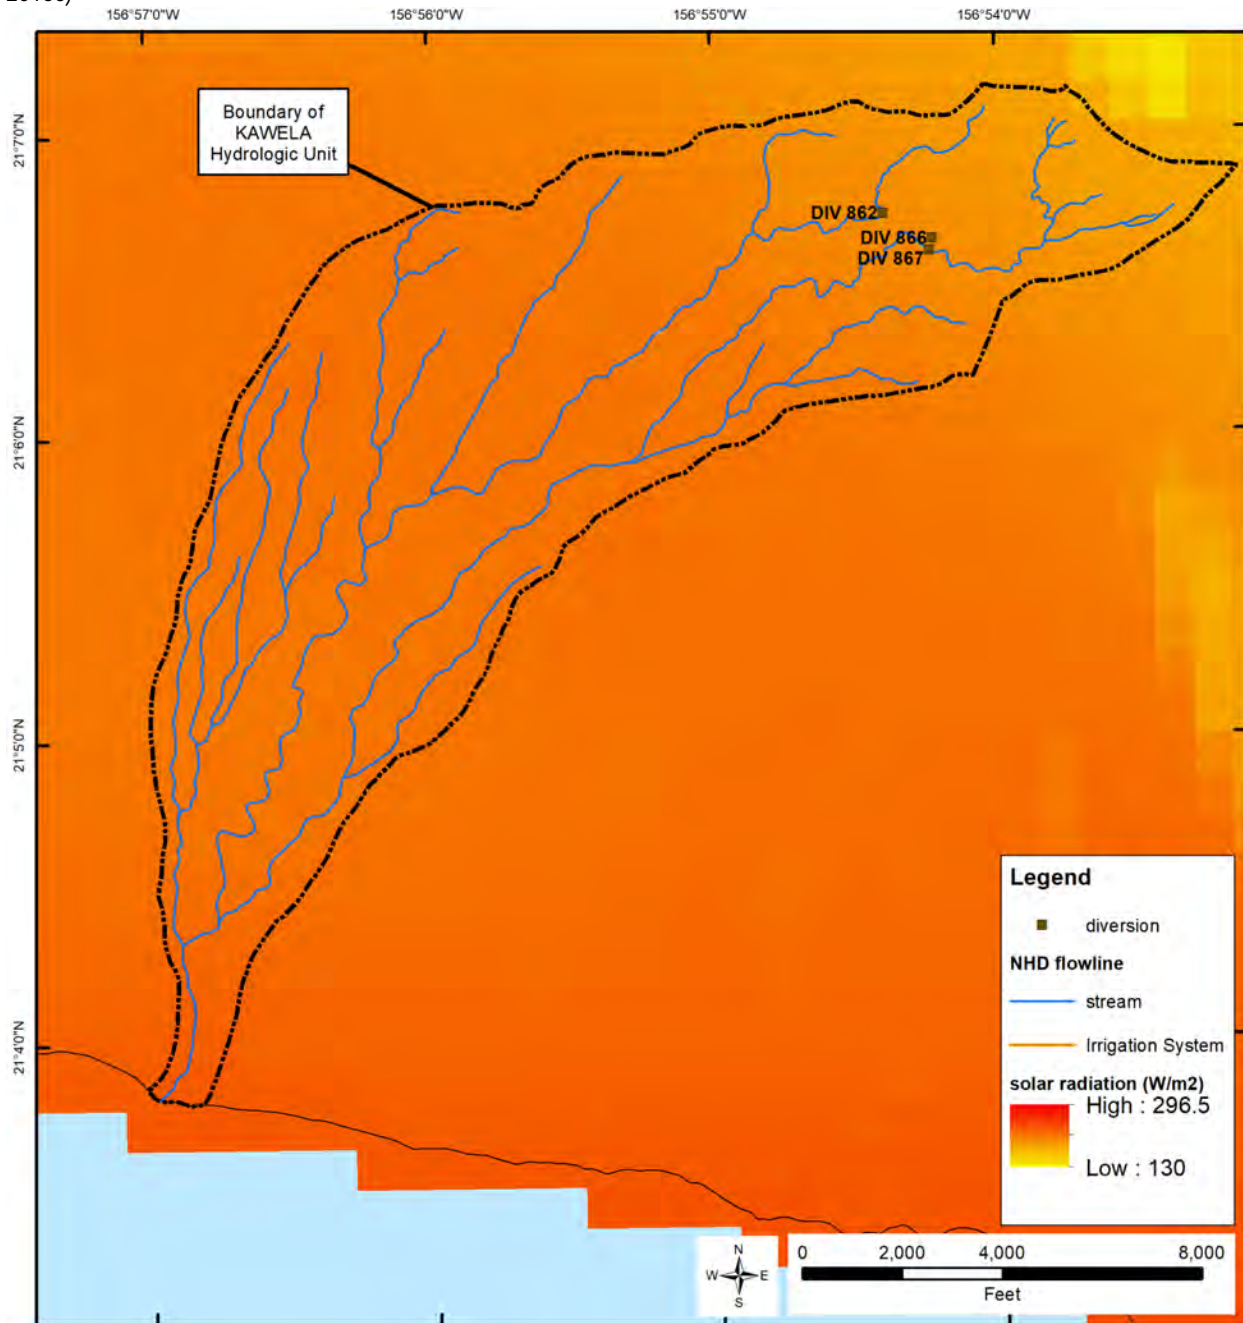 156°57'0"W
156°56'0"W
156°55'0"W
156°54'0"W
Boundary of
KAWELA
Hydrologic Unit
21°7'0"N
DIV 862
DIV 866
DIV 867
21°6'0"N
21°5'0"N
21°4'0"N
Legend
diversion
NHD flowline
stream
Irrigation System
solar radiation (W/m2)
High : 296.5
Low : 130
N
W
E
S
0
2,000
4,000
8,000
Feet